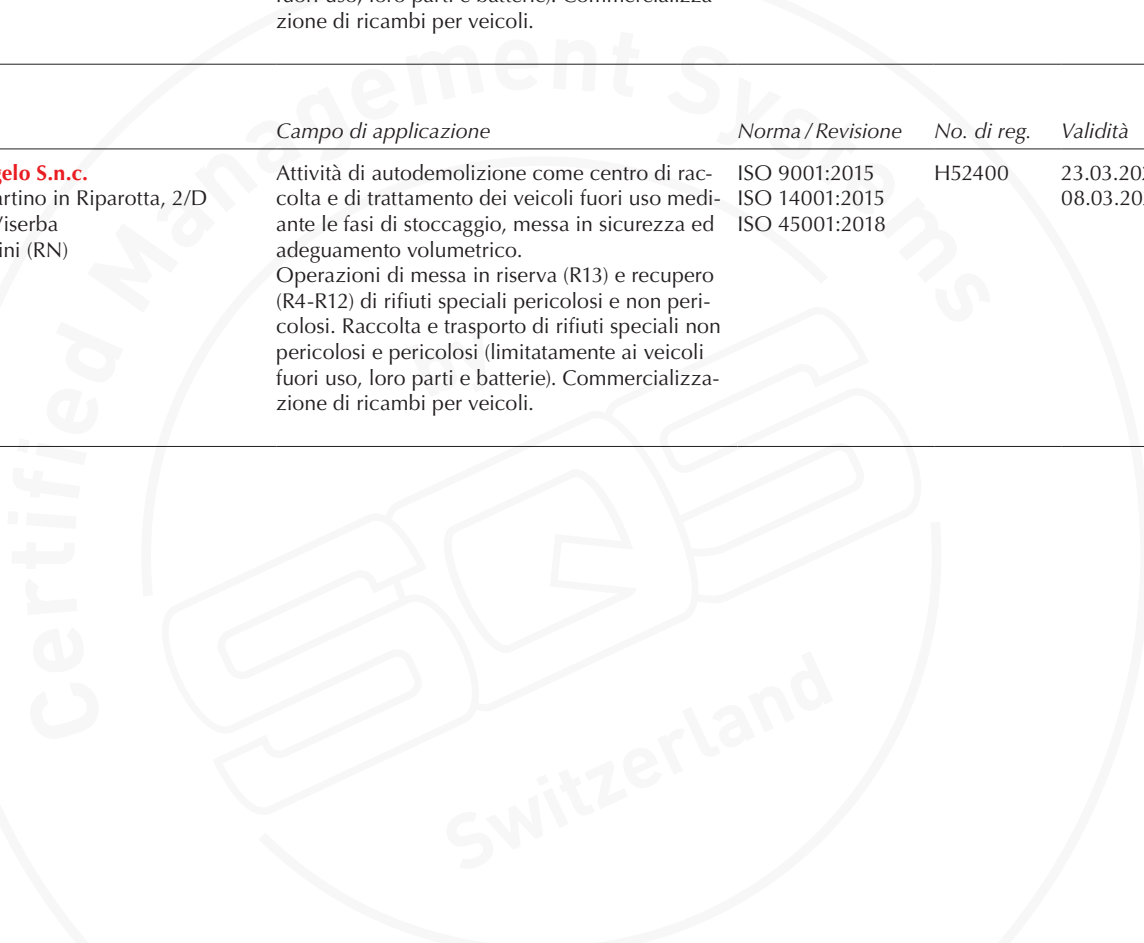 zione di ricambi per veicoli.
Campo di applicazione Norma / Revisione No. di reg. Validità
S.n.c. Attività di autodemolizione come centro di rac- ISO 9001:2015 H52400 23.03.
in Riparotta, 2/D colta e di trattamento dei veicoli fuori uso medi- ISO 14001:2015 08.03.
ante le fasi di stoccaggio, messa in sicurezza ed ISO 45001:2018
(RN) adeguamento volumetrico.
Operazioni di messa in riserva (R13) e recupero
(R4-R12) di rifiuti speciali pericolosi e non peri-
colosi. Raccolta e trasporto di rifiuti speciali non
pericolosi e pericolosi (limitatamente ai veicoli
fuori uso, loro parti e batterie). Commercializza-
zione di ricambi per veicoli.
Certified Management Systems
SQS
Switzerland